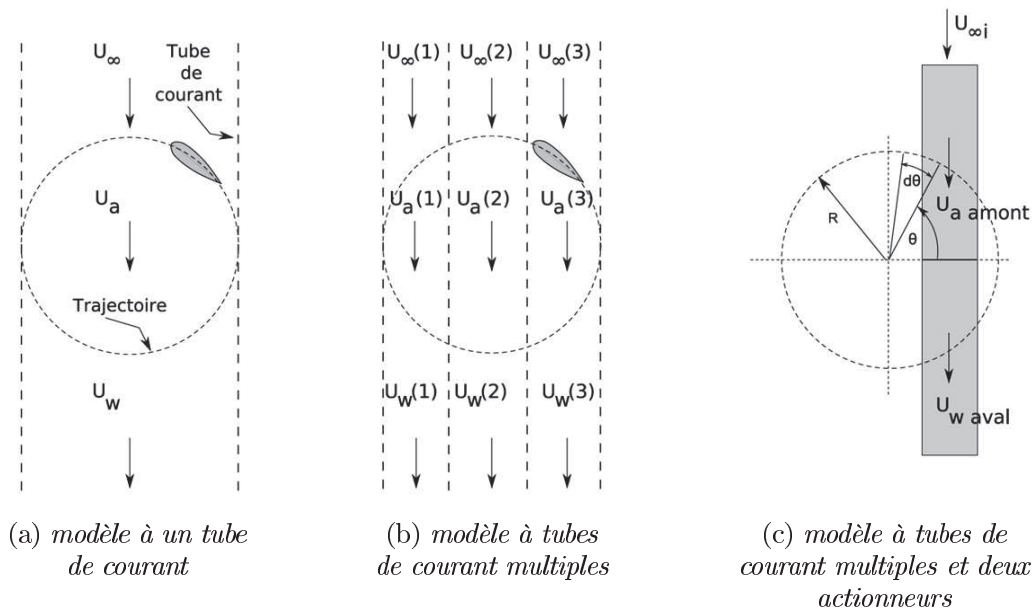 U∞
Tube
de
courant
Ua
Trajectoire
Uw
(a) modèle à un tube
de courant
U∞(1) U∞(2) U∞(3)
Ua(1) Ua(2) Ua(3)
Uw(1) Uw(2) Uw(3)
(b) modèle à tubes
de courant multiples
U∞i
dθ
R
θ
Ua amont
Uw aval
(c) modèle à tubes de
courant multiples et deux
actionneurs